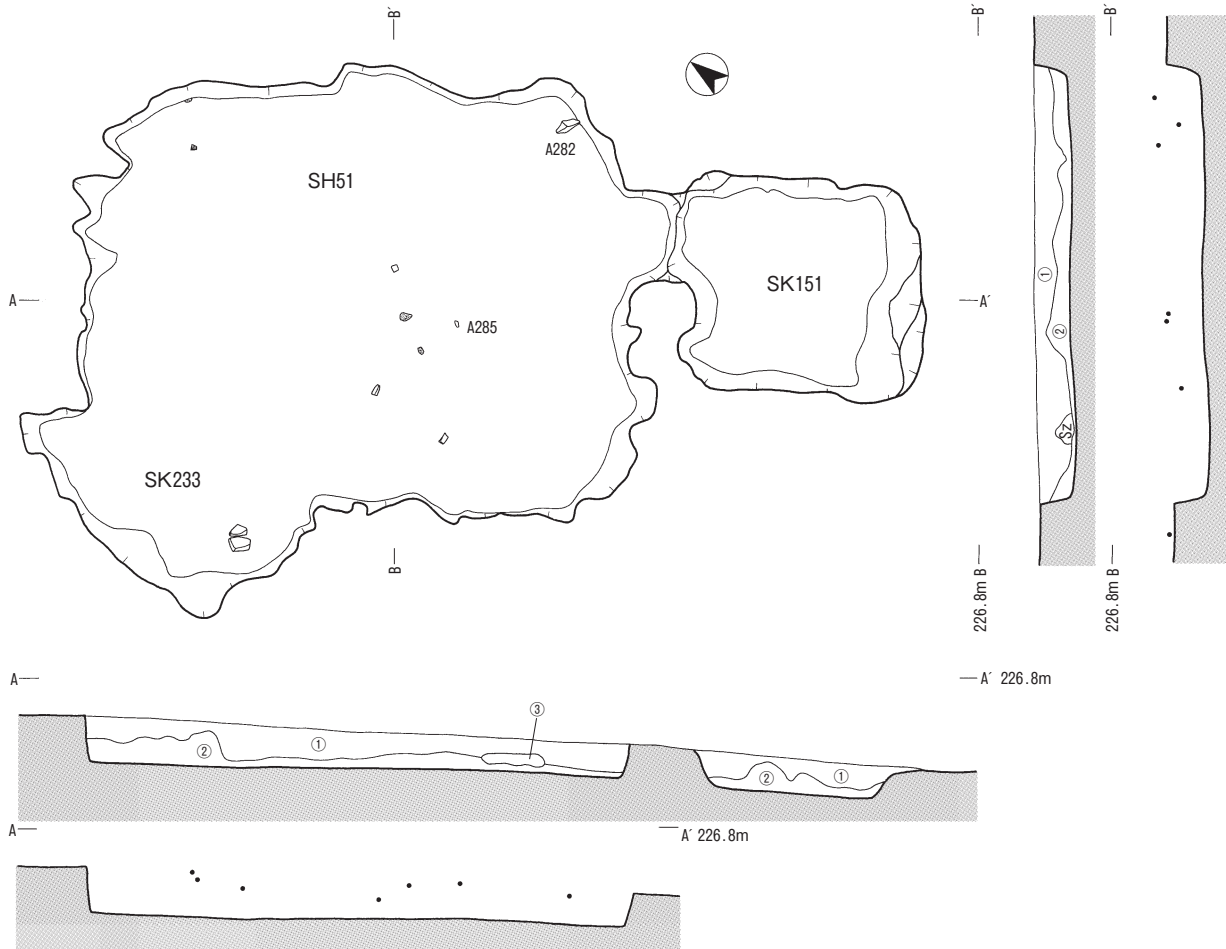 B´
B´
B´
A282
SH51
SK151
A
A´
A285
①
②
Sz
SK233
B
226.8m B
226.8m B
A
A´ 226.8m
③
②
①
②
①
A
A´ 226.8m